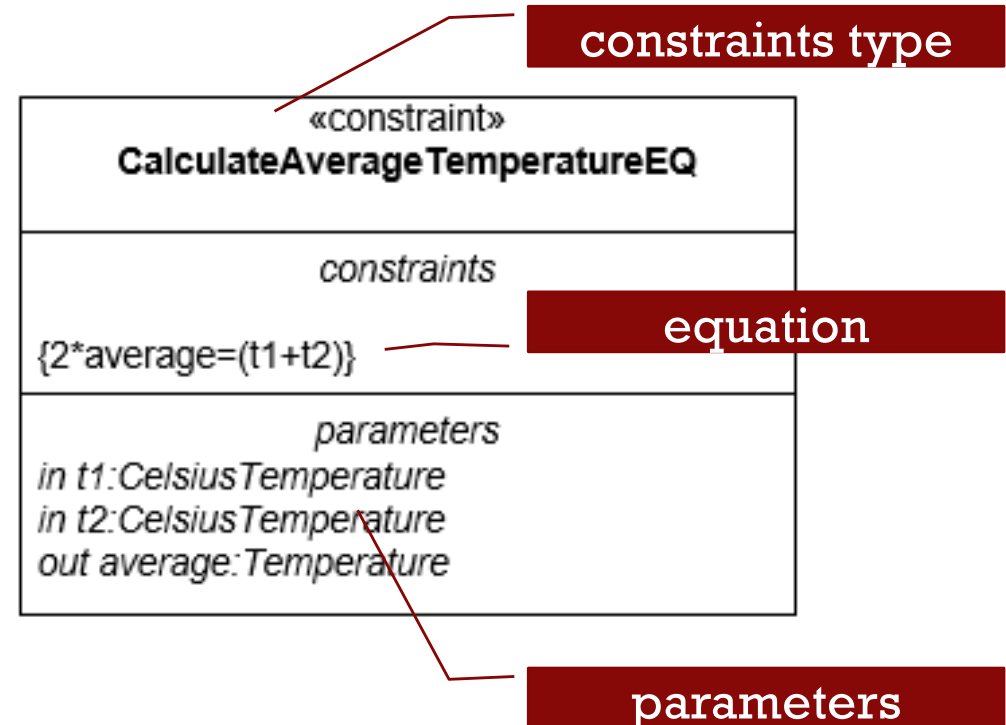 constraints type
«constraint»
CalculateAverageTemperatureEQ
constraints
equation
{2*average=(t1+t2)}
parameters
in t1:CelsiusTemperature
in t2:CelsiusTemperature
out average:Temperature
parameters